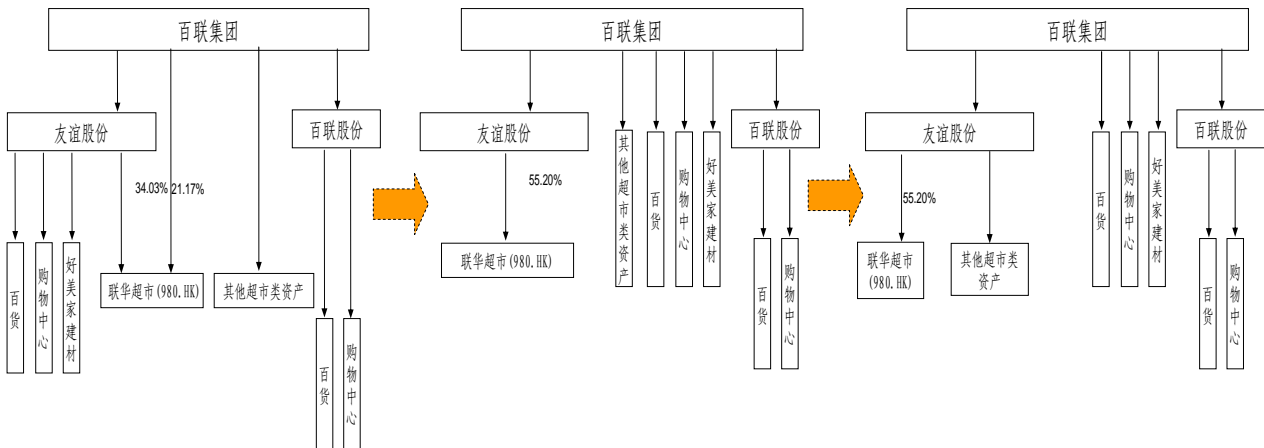 百联集团
友谊股份
百联股份
34.03%
21.17%
百货
购物中心
好美家建材
联华超市(980.HK)
其他超市类资产
百货
购物中心
百联集团
友谊股份
其他超市类资产
百货
购物中心
好美家建材
百联股份
55.20%
联华超市(980.HK)
百货
购物中心
百联集团
友谊股份
百货
购物中心
好美家建材
百联股份
55.20%
联华超市
(980.HK)
其他超市类
资产
百货
购物中心